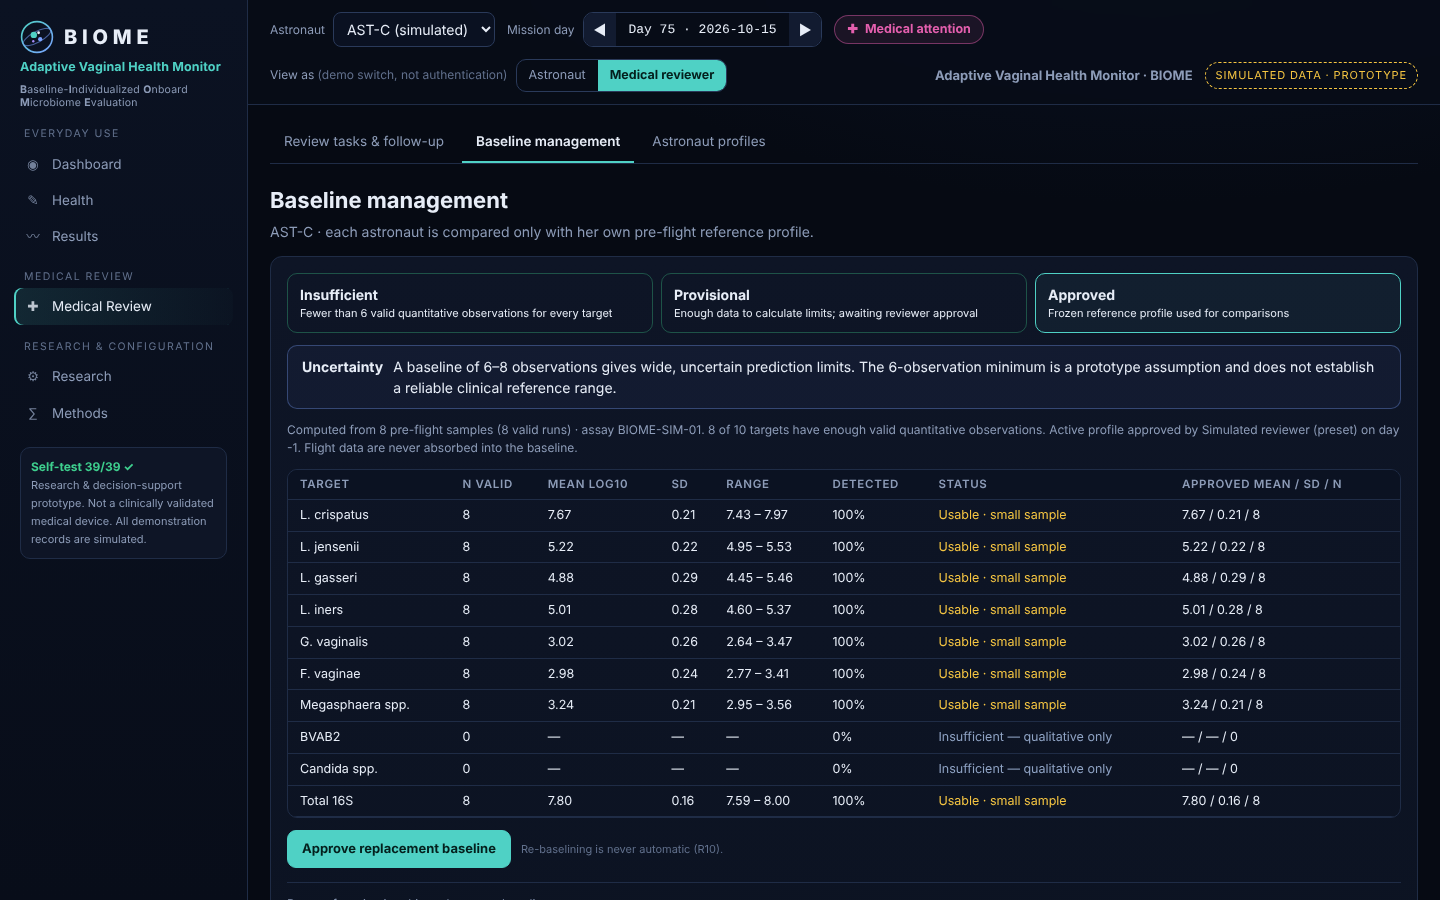 BIOME
Adaptive Vaginal Health Monitor
Baseline-Individualized Onboard
Microbiome Evaluation
EVERYDAY USE
Dashboard
Health
Results
MEDICAL REVIEW
Medical Review
RESEARCH & CONFIGURATION
Research
Methods
Self-test 39/39 ✓
Research & decision-support
prototype. Not a clinically validated
medical device. All demonstration
records are simulated.
Astronaut AST-C (simulated) Mission day ◀ Day 75 · 2026-10-15 ▶ ✚ Medical attention
View as (demo switch, not authentication) Astronaut Medical reviewer Adaptive Vaginal Health Monitor · BIOME SIMULATED DATA · PROTOTYPE
Review tasks & follow-up Baseline management Astronaut profiles
Baseline management
AST-C · each astronaut is compared only with her own pre-flight reference profile.
Insufficient
Fewer than 6 valid quantitative observations for every target
Provisional
Enough data to calculate limits; awaiting reviewer approval
Approved
Frozen reference profile used for comparisons
Uncertainty A baseline of 6–8 observations gives wide, uncertain prediction limits. The 6-observation minimum is a prototype assumption and does not establish
a reliable clinical reference range.
Computed from 8 pre-flight samples (8 valid runs) · assay BIOME-SIM-01. 8 of 10 targets have enough valid quantitative observations. Active profile approved by Simulated reviewer (preset) on day
-1. Flight data are never absorbed into the baseline.
TARGET N VALID MEAN LOG10 SD RANGE DETECTED STATUS APPROVED MEAN / SD / N
L. crispatus 8 7.67 0.21 7.43 – 7.97 100% Usable · small sample 7.67 / 0.21 / 8
L. jensenii 8 5.22 0.22 4.95 – 5.53 100% Usable · small sample 5.22 / 0.22 / 8
L. gasseri 8 4.88 0.29 4.45 – 5.46 100% Usable · small sample 4.88 / 0.29 / 8
L. iners 8 5.01 0.28 4.60 – 5.37 100% Usable · small sample 5.01 / 0.28 / 8
G. vaginalis 8 3.02 0.26 2.64 – 3.47 100% Usable · small sample 3.02 / 0.26 / 8
F. vaginae 8 2.98 0.24 2.77 – 3.41 100% Usable · small sample 2.98 / 0.24 / 8
Megasphaera spp. 8 3.24 0.21 2.95 – 3.56 100% Usable · small sample 3.24 / 0.21 / 8
BVAB2 0 — — — 0% Insufficient — qualitative only — / — / 0
Candida spp. 0 — — — 0% Insufficient — qualitative only — / — / 0
Total 16S 8 7.80 0.16 7.59 – 8.00 100% Usable · small sample 7.80 / 0.16 / 8
Approve replacement baseline Re-baselining is never automatic (R10).